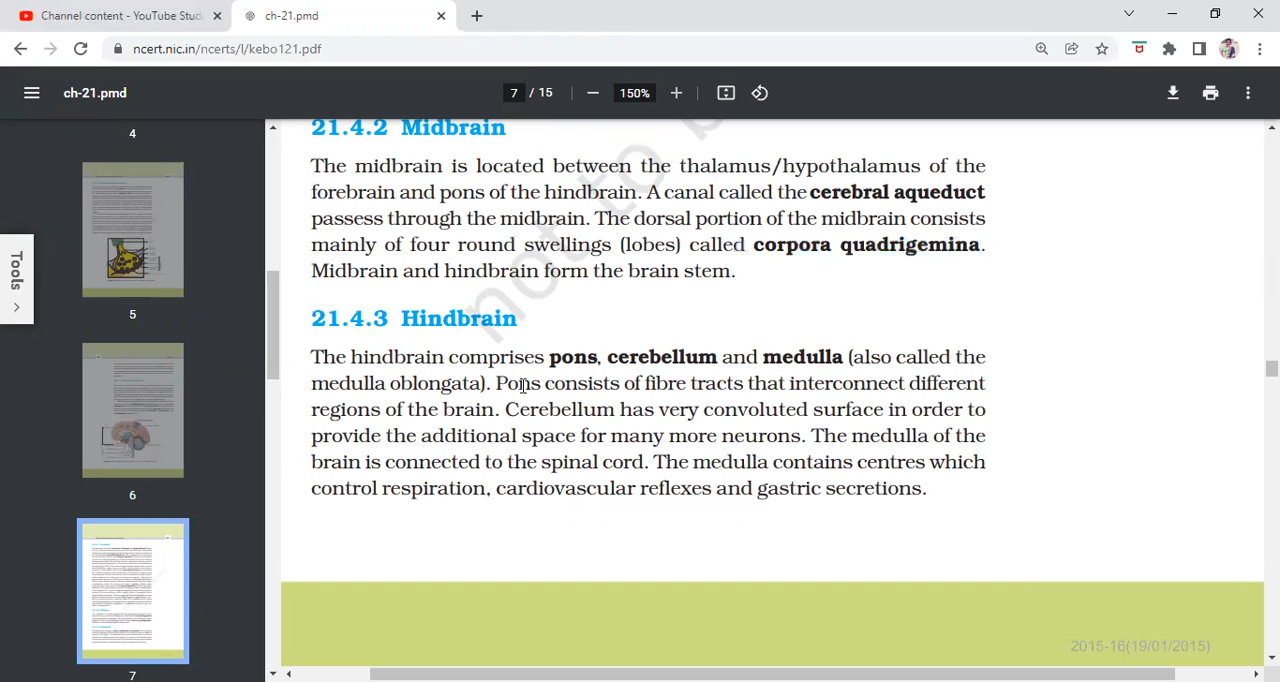 Channel content - YouTube Stud
ch-21.pmd
ncert.nic.in/ncerts/l/kebo121.pdf
ch-21.pmd
7 / 15
150%
Tools
4
5
6
7
21.4.2 Midbrain
The midbrain is located between the thalamus/hypothalamus of the
forebrain and pons of the hindbrain. A canal called the cerebral aqueduct
passess through the midbrain. The dorsal portion of the midbrain consists
mainly of four round swellings (lobes) called corpora quadrigemina.
Midbrain and hindbrain form the brain stem.
21.4.3 Hindbrain
The hindbrain comprises pons, cerebellum and medulla (also called the
medulla oblongata). Pons consists of fibre tracts that interconnect different
regions of the brain. Cerebellum has very convoluted surface in order to
provide the additional space for many more neurons. The medulla of the
brain is connected to the spinal cord. The medulla contains centres which
control respiration, cardiovascular reflexes and gastric secretions.
not to b
2015-16(19/01/2015)